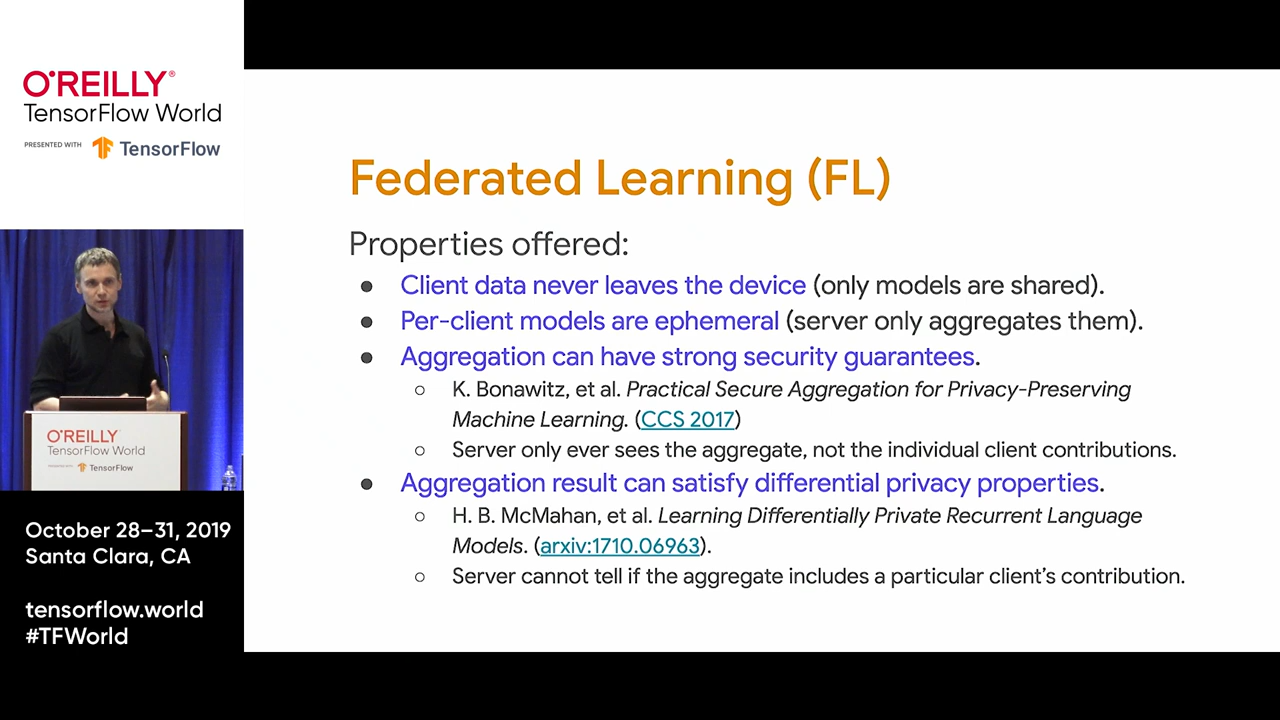 O'REILLY®
TensorFlow World
PRESENTED WITH TensorFlow
Federated Learning (FL)
Properties offered:
● Client data never leaves the device (only models are shared).
● Per-client models are ephemeral (server only aggregates them).
● Aggregation can have strong security guarantees.
○ K. Bonawitz, et al. Practical Secure Aggregation for Privacy-Preserving
Machine Learning. (CCS 2017)
○ Server only ever sees the aggregate, not the individual client contributions.
● Aggregation result can satisfy differential privacy properties.
○ H. B. McMahan, et al. Learning Differentially Private Recurrent Language
Models. (arxiv:1710.06963).
○ Server cannot tell if the aggregate includes a particular client's contribution.
O'REILLY
TensorFlow World
PRESENTED WITH TensorFlow
October 28–31, 2019
Santa Clara, CA
tensorflow.world
#TFWorld